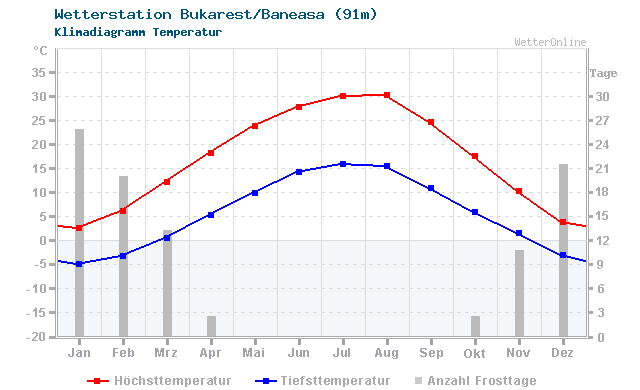 Wetterstation Bukarest/Baneasa (91m)
Klimadiagramm Temperatur
WetterOnline
°C
Tage
35
30 30
25 27
20 24
15 21
10 18
5 15
0 12
-5 9
-10 6
-15 3
-20 0
Jan Feb Mrz Apr Mai Jun Jul Aug Sep Okt Nov Dez
Höchsttemperatur Tiefsttemperatur Anzahl Frosttage